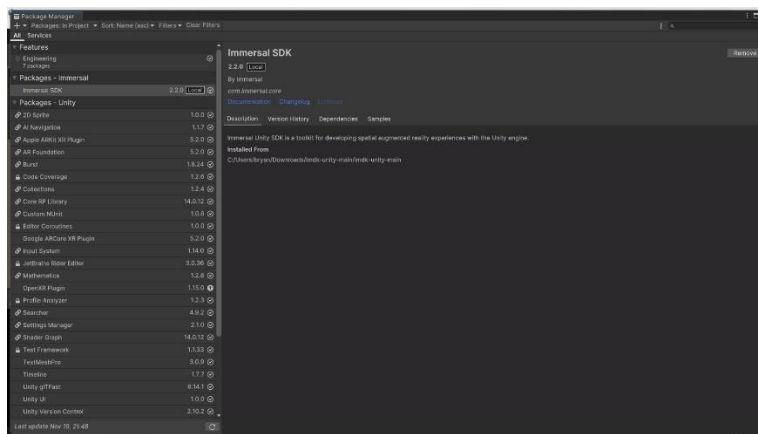 Package Manager
+ Packages: In Project Sort: Name (asc) Filters Clear Filters
All Services
Features
Engineering
7 packages
Packages - Immersal
Immersal SDK 2.2.0 Local
Packages - Unity
2D Sprite 1.0.0
AI Navigation 1.1.7
Apple ARKit XR Plugin 5.2.0
AR Foundation 5.2.0
Burst 1.8.24
Code Coverage 1.2.6
Collections 1.2.4
Core RP Library 14.0.12
Custom NUnit 1.0.6
Editor Coroutines 1.0.0
Google ARCore XR Plugin 5.2.0
Input System 1.14.0
JetBrains Rider Editor 3.0.36
Mathematics 1.2.6
OpenXR Plugin 1.15.0
Profile Analyzer 1.2.3
Searcher 4.9.2
Settings Manager 2.1.0
Shader Graph 14.0.12
Test Framework 1.1.33
TextMeshPro 3.0.9
Timeline 1.7.7
Unity glTFast 6.14.1
Unity UI 1.0.0
Unity Version Control 2.10.2
Last update Nov 19, 21:48
Immersal SDK
Remove
2.2.0 Local
By Immersal
com.immersal.core
Documentation Changelog Licenses
Description Version History Dependencies Samples
Immersal Unity SDK is a toolkit for developing spatial augmented reality experiences with the Unity engine.
Installed From
C:/Users/bryan/Downloads/imdk-unity-main/imdk-unity-main